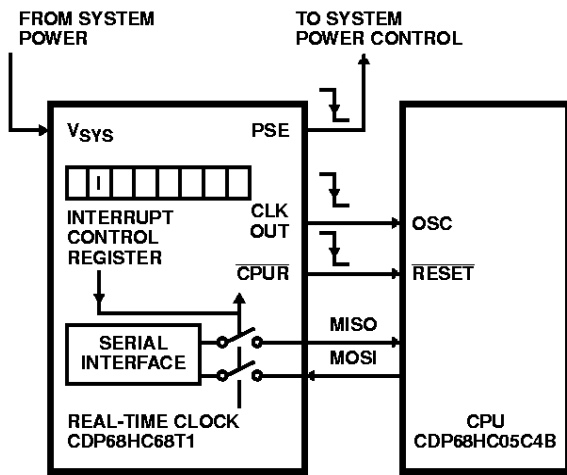 FROM SYSTEM
POWER
TO SYSTEM
POWER CONTROL
VSYS
PSE
I
INTERRUPT
CONTROL
REGISTER
CLK
OUT
OSC
CPUR
RESET
SERIAL
INTERFACE
MISO
MOSI
REAL-TIME CLOCK
CDP68HC68T1
CPU
CDP68HC05C4B